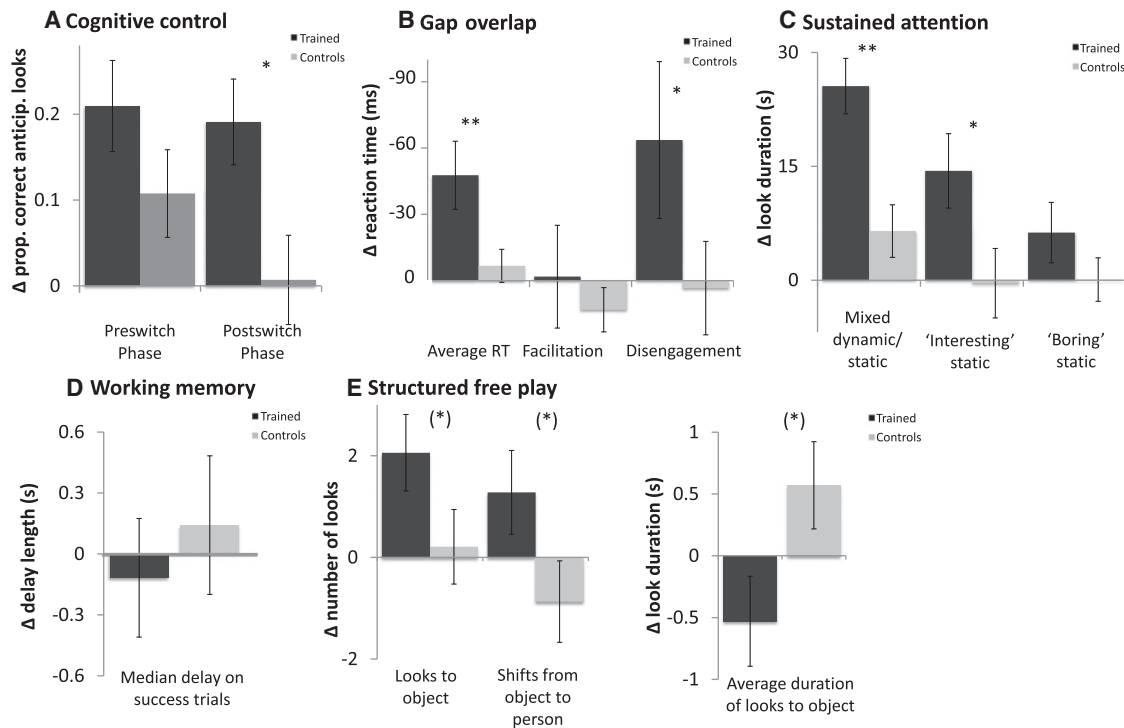 A Cognitive control
Trained
Controls
Δ prop. correct anticip. looks
0.2
0.1
0
*
Preswitch
Phase
Postswitch
Phase
B Gap overlap
Trained
Controls
Δ reaction time (ms)
-90
-60
-30
0
**
*
Average RT
Facilitation
Disengagement
C Sustained attention
Trained
Controls
Δ look duration (s)
30
15
0
**
*
Mixed
dynamic/
static
‘Interesting’
static
‘Boring’
static
D Working memory
Trained
Controls
Δ delay length (s)
0.6
0.3
0
-0.3
-0.6
Median delay on
success trials
E Structured free play
Δ number of looks
2
0
-2
(*)
(*)
Looks to
object
Shifts from
object to
person
Trained
Controls
Δ look duration (s)
1
0.5
0
-0.5
-1
(*)
Average duration
of looks to object